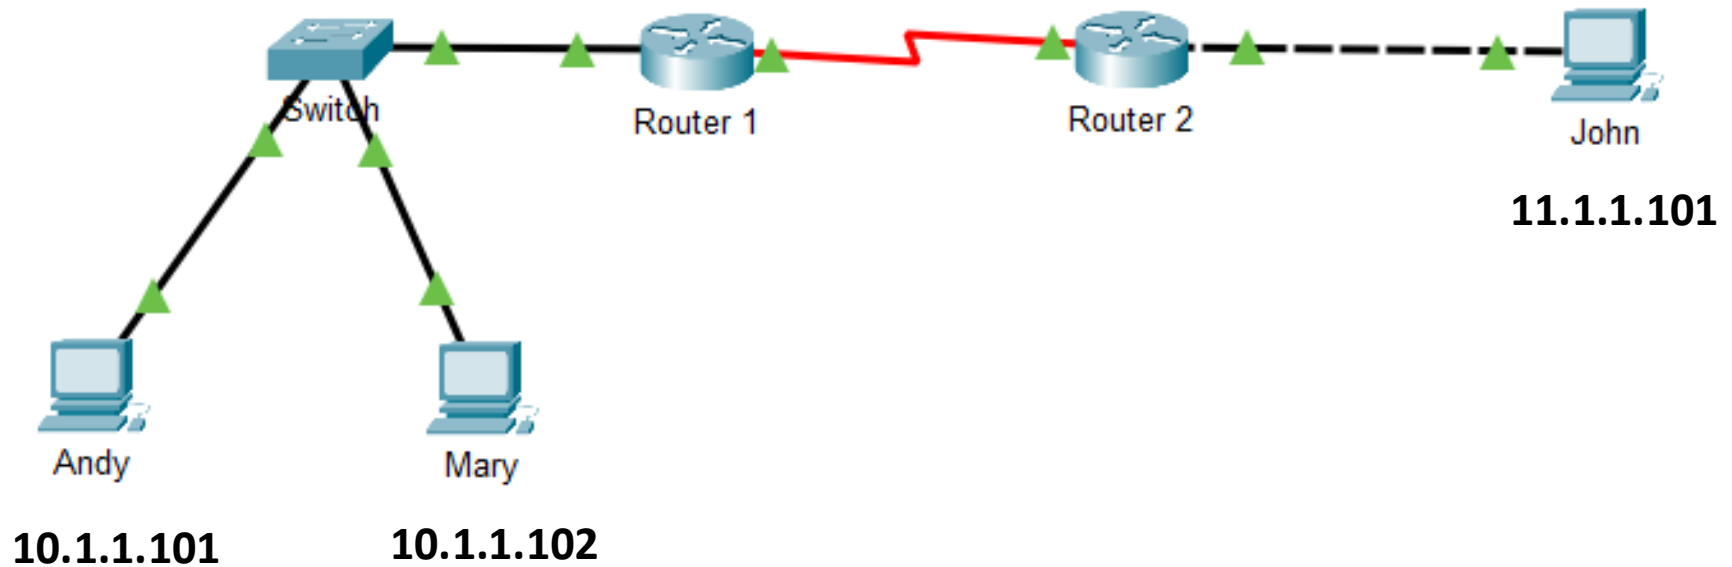 Switch
Router 1
Router 2
John
11.1.1.101
Andy
Mary
10.1.1.101
10.1.1.102